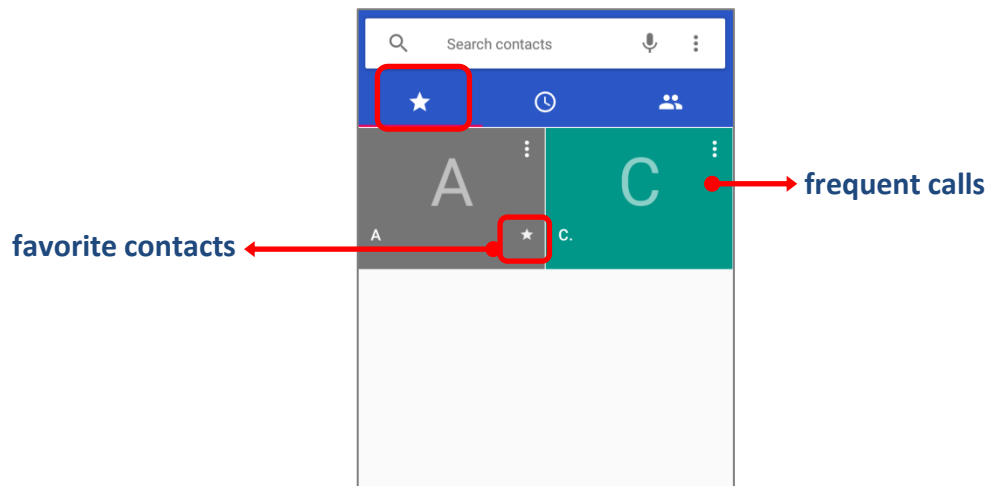 Search contacts
A
C
frequent calls
A
C.
favorite contacts